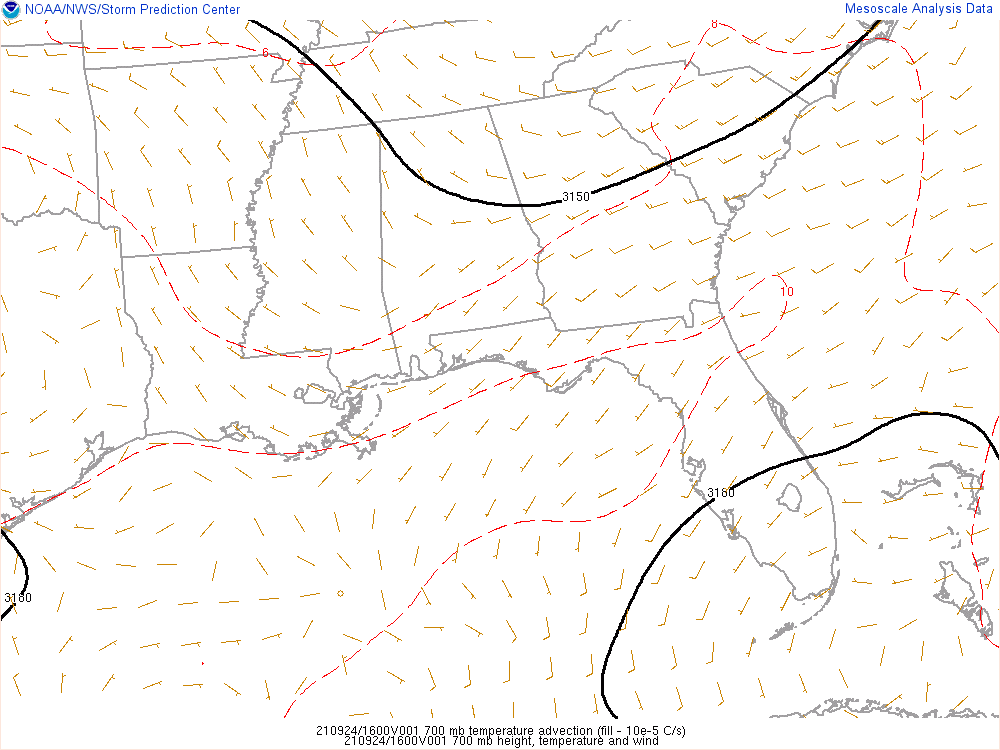 NOAA/NWS/Storm Prediction Center
Mesoscale Analysis Data
8
6
3150
10
3160
3180
210924/1600V001 700 mb temperature advection (fill - 10e-5 C/s)
210924/1600V001 700 mb height, temperature and wind